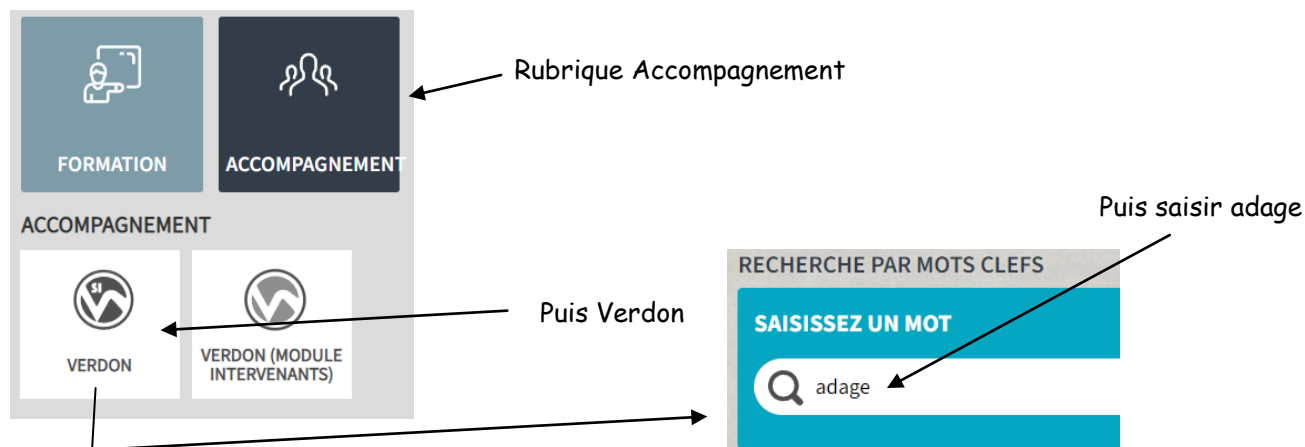 FORMATION
ACCOMPAGNEMENT
Rubrique Accompagnement
ACCOMPAGNEMENT
SI
VERDON
VERDON (MODULE
INTERVENANTS)
Puis Verdon
Puis saisir adage
RECHERCHE PAR MOTS CLEFS
SAISISSEZ UN MOT
adage